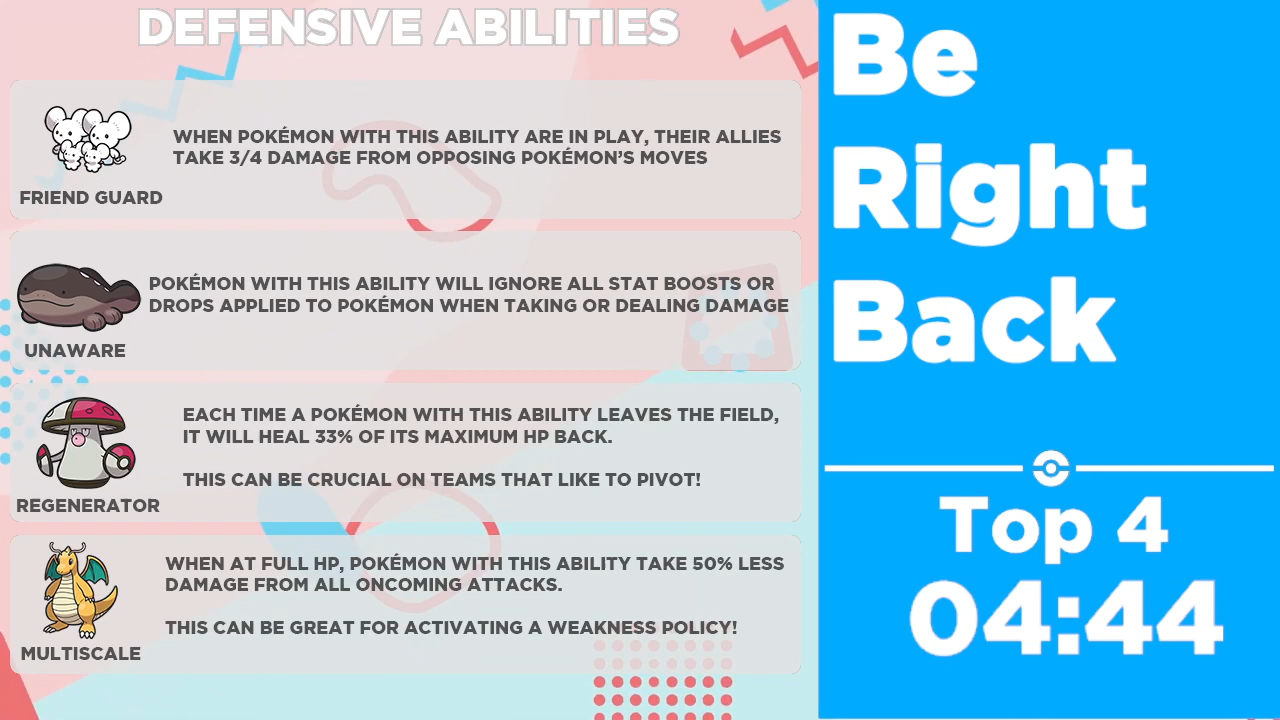 DEFENSIVE ABILITIES
WHEN POKÉMON WITH THIS ABILITY ARE IN PLAY, THEIR ALLIES
TAKE 3/4 DAMAGE FROM OPPOSING POKÉMON'S MOVES
FRIEND GUARD
POKÉMON WITH THIS ABILITY WILL IGNORE ALL STAT BOOSTS OR
DROPS APPLIED TO POKÉMON WHEN TAKING OR DEALING DAMAGE
UNAWARE
EACH TIME A POKÉMON WITH THIS ABILITY LEAVES THE FIELD,
IT WILL HEAL 33% OF ITS MAXIMUM HP BACK.
THIS CAN BE CRUCIAL ON TEAMS THAT LIKE TO PIVOT!
REGENERATOR
WHEN AT FULL HP, POKÉMON WITH THIS ABILITY TAKE 50% LESS
DAMAGE FROM ALL ONCOMING ATTACKS.
THIS CAN BE GREAT FOR ACTIVATING A WEAKNESS POLICY!
MULTISCALE
Be
Right
Back
Top 4
04:44